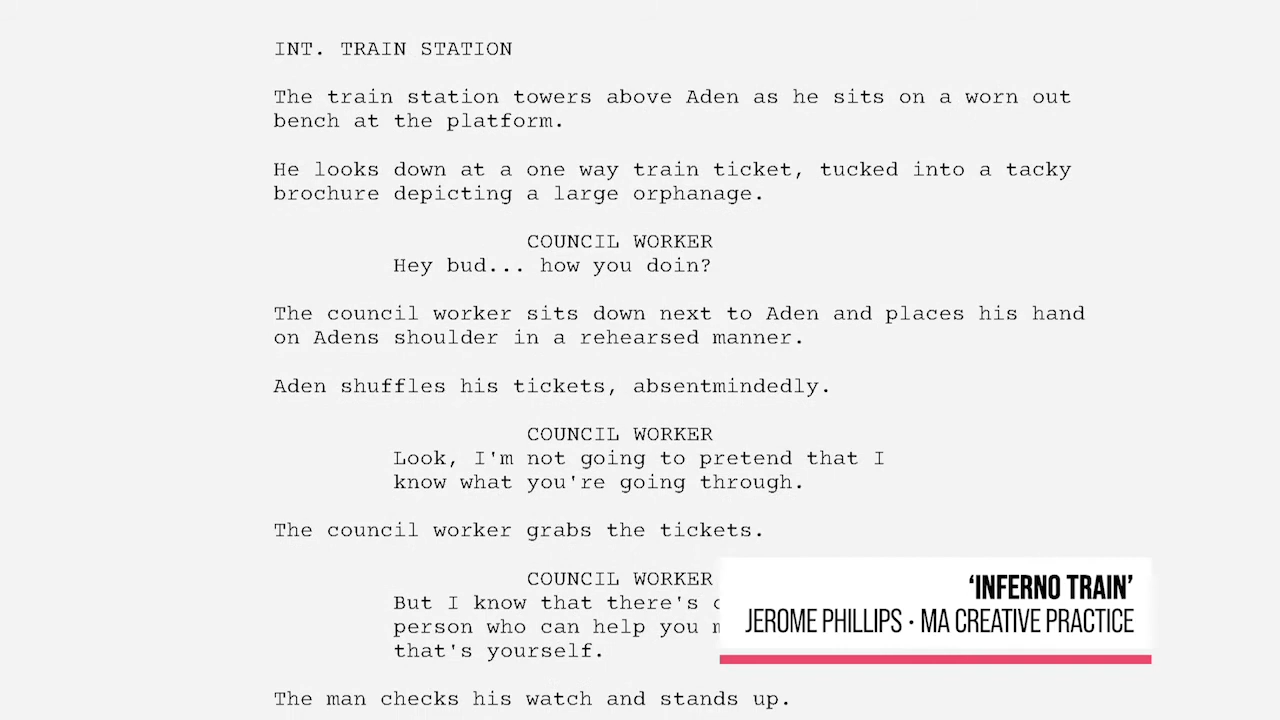 INT. TRAIN STATION
The train station towers above Aden as he sits on a worn out
bench at the platform.
He looks down at a one way train ticket, tucked into a tacky
brochure depicting a large orphanage.
COUNCIL WORKER
Hey bud... how you doin?
The council worker sits down next to Aden and places his hand
on Adens shoulder in a rehearsed manner.
Aden shuffles his tickets, absentmindedly.
COUNCIL WORKER
Look, I'm not going to pretend that I
know what you're going through.
The council worker grabs the tickets.
COUNCIL WORKER
But I know that there's
person who can help you
that's yourself.
‘INFERNO TRAIN’
JEROME PHILLIPS • MA CREATIVE PRACTICE
The man checks his watch and stands up.